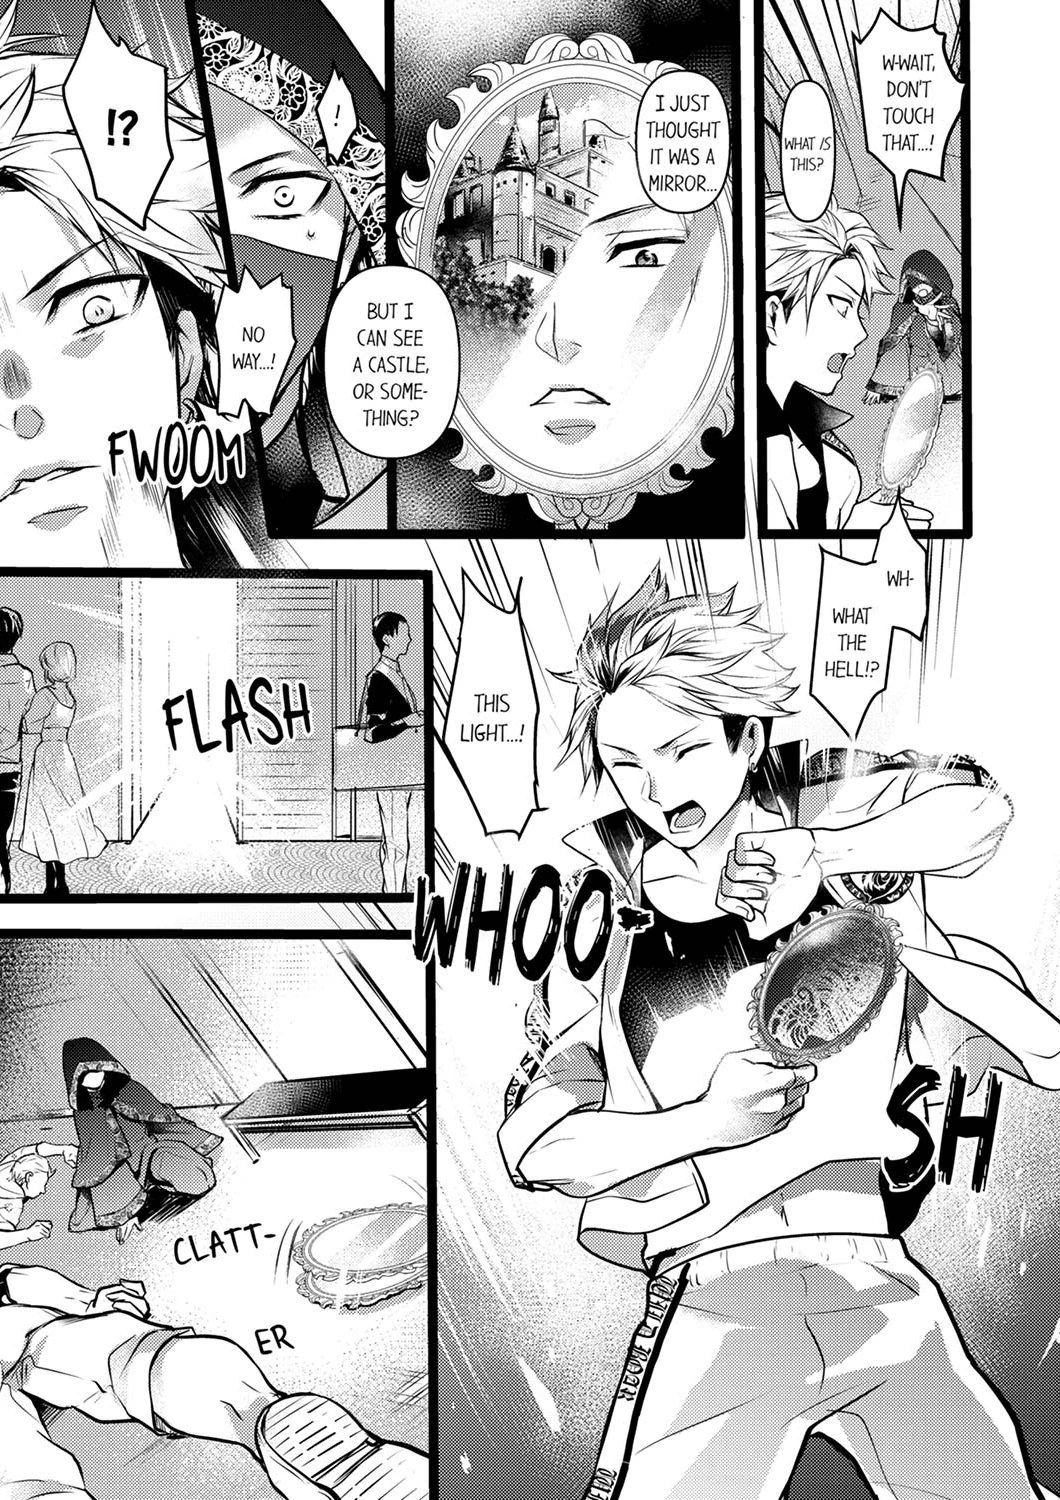 W-WAIT,
DON'T
TOUCH
THAT...!
WHAT IS
THIS?
I JUST
THOUGHT
IT WAS A
MIRROR...
BUT I
CAN SEE
A CASTLE,
OR SOME-
THING?
!
NO
WAY...!
!?
FWOOM
WH-
WHAT
THE
HELL!?
THIS
LIGHT...!
WHOO-
SH
FLASH
CLATT-
ER